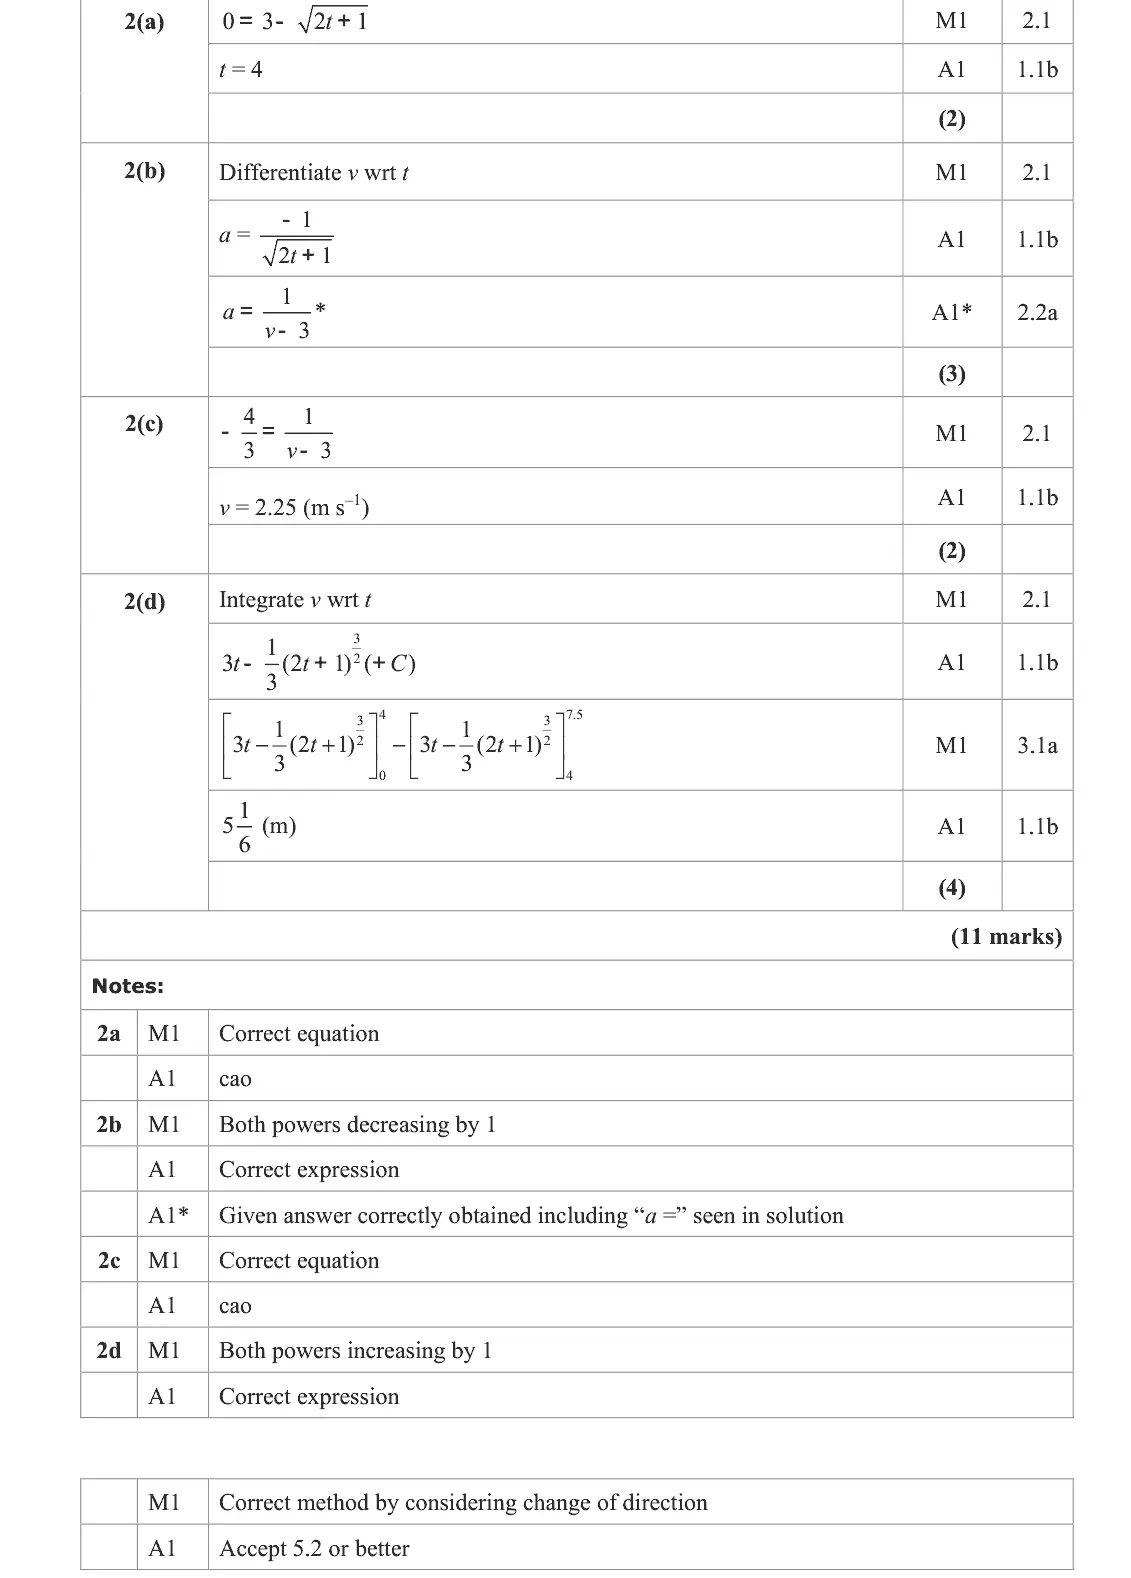 2(a) 0 = 3 - √(2t + 1) M1 2.1
t = 4 A1 1.1b
(2)
2(b) Differentiate v wrt t M1 2.1
a = -1/√(2t + 1) A1 1.1b
a = 1/(v - 3) * A1* 2.2a
(3)
2(c) -4/3 = 1/(v - 3) M1 2.1
v = 2.25 (m s⁻¹) A1 1.1b
(2)
2(d) Integrate v wrt t M1 2.1
3t - 1/3(2t + 1)^(3/2) (+ C) A1 1.1b
[3t − 1/3(2t + 1)^(3/2)]₀⁴ − [3t − 1/3(2t + 1)^(3/2)]₄^7.5 M1 3.1a
5 1/6 (m) A1 1.1b
(4)
(11 marks)
Notes:
2a M1 Correct equation
A1 cao
2b M1 Both powers decreasing by 1
A1 Correct expression
A1* Given answer correctly obtained including “a =” seen in solution
2c M1 Correct equation
A1 cao
2d M1 Both powers increasing by 1
A1 Correct expression
M1 Correct method by considering change of direction
A1 Accept 5.2 or better